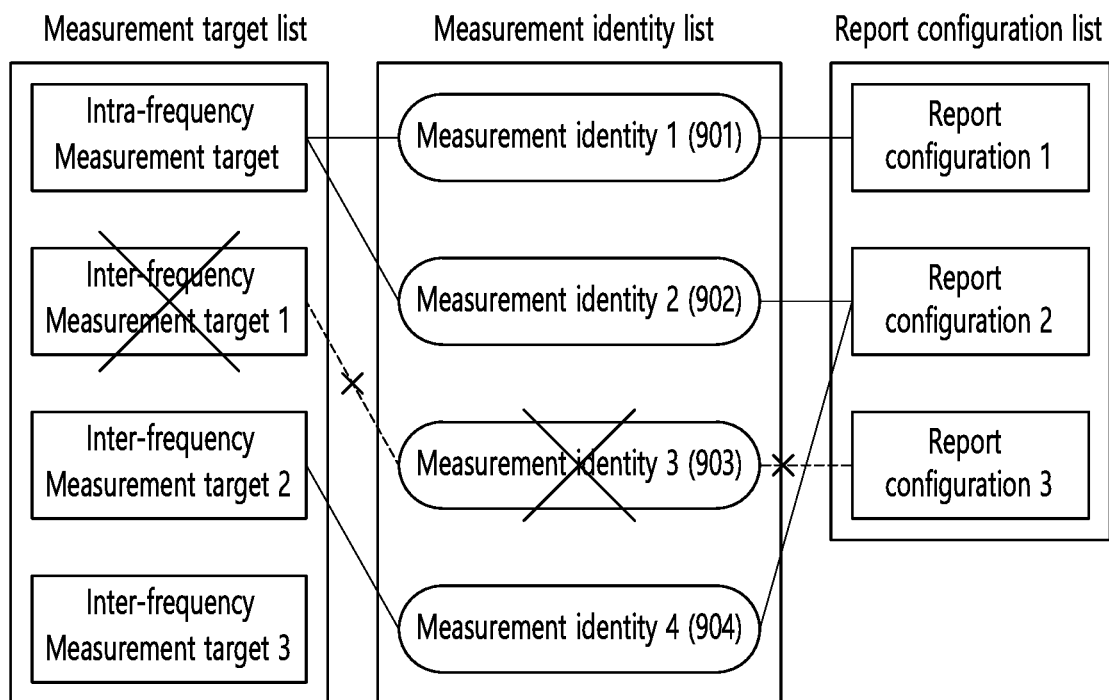 Measurement target list
Measurement identity list
Report configuration list
Intra-frequency
Measurement target
Inter-frequency
Measurement target 1
Inter-frequency
Measurement target 2
Inter-frequency
Measurement target 3
Measurement identity 1 (901)
Measurement identity 2 (902)
Measurement identity 3 (903)
Measurement identity 4 (904)
Report
configuration 1
Report
configuration 2
Report
configuration 3